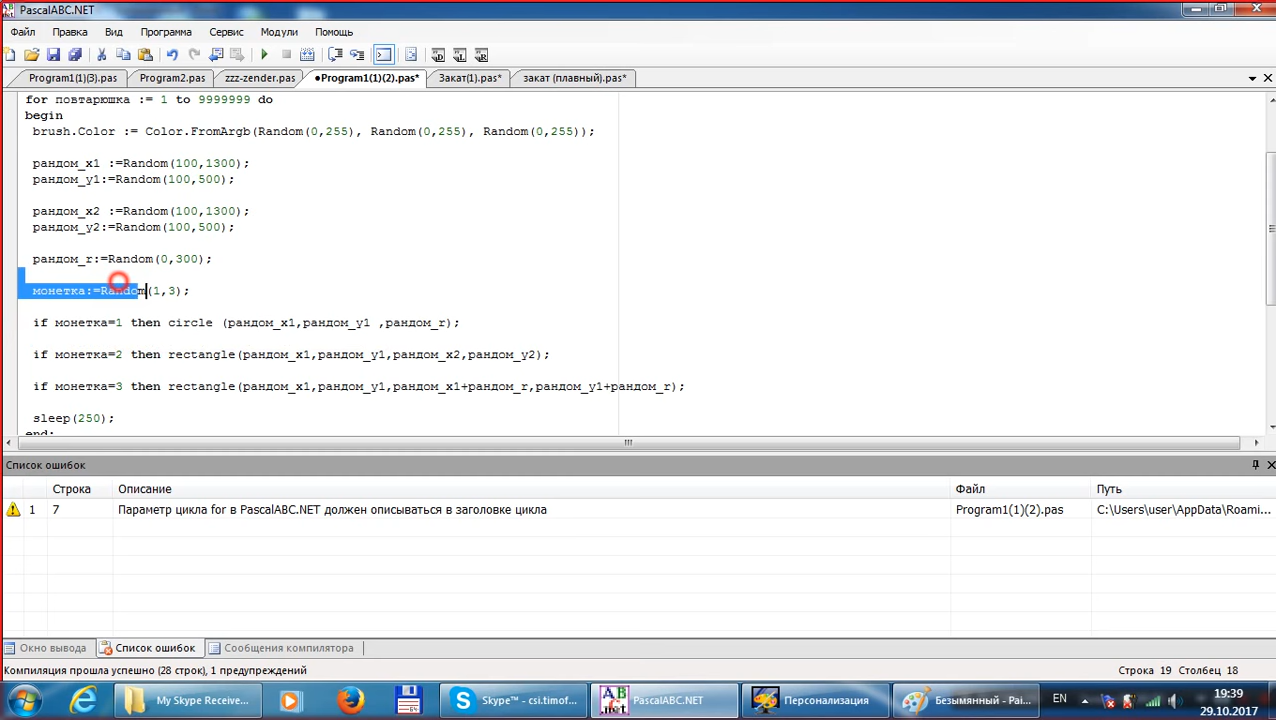 PascalABC.NET
Файл Правка Вид Программа Сервис Модули Помощь
Program1(1)(3).pas Program2.pas zzz-zender.pas •Program1(1)(2).pas* Закат(1).pas* закат (плавный).pas*
for повтарюшка := 1 to 9999999 do
begin
brush.Color := Color.FromArgb(Random(0,255), Random(0,255), Random(0,255));
рандом_x1 :=Random(100,1300);
рандом_y1:=Random(100,500);
рандом_x2 :=Random(100,1300);
рандом_y2:=Random(100,500);
рандом_r:=Random(0,300);
монетка:=Random(1,3);
if монетка=1 then circle (рандом_x1,рандом_y1 ,рандом_r);
if монетка=2 then rectangle(рандом_x1,рандом_y1,рандом_x2,рандом_y2);
if монетка=3 then rectangle(рандом_x1,рандом_y1,рандом_x1+рандом_r,рандом_y1+рандом_r);
sleep(250);
end;
Список ошибок
Строка Описание Файл Путь
1 7 Параметр цикла for в PascalABC.NET должен описываться в заголовке цикла Program1(1)(2).pas C:\Users\user\AppData\Roami...
Окно вывода Список ошибок Сообщения компилятора
Компиляция прошла успешно (28 строк), 1 предупреждений Строка 19 Столбец 18
My Skype Receive... Skype™ - csi.timof... PascalABC.NET Персонализация Безымянный - Pai... EN 19:39
29.10.2017